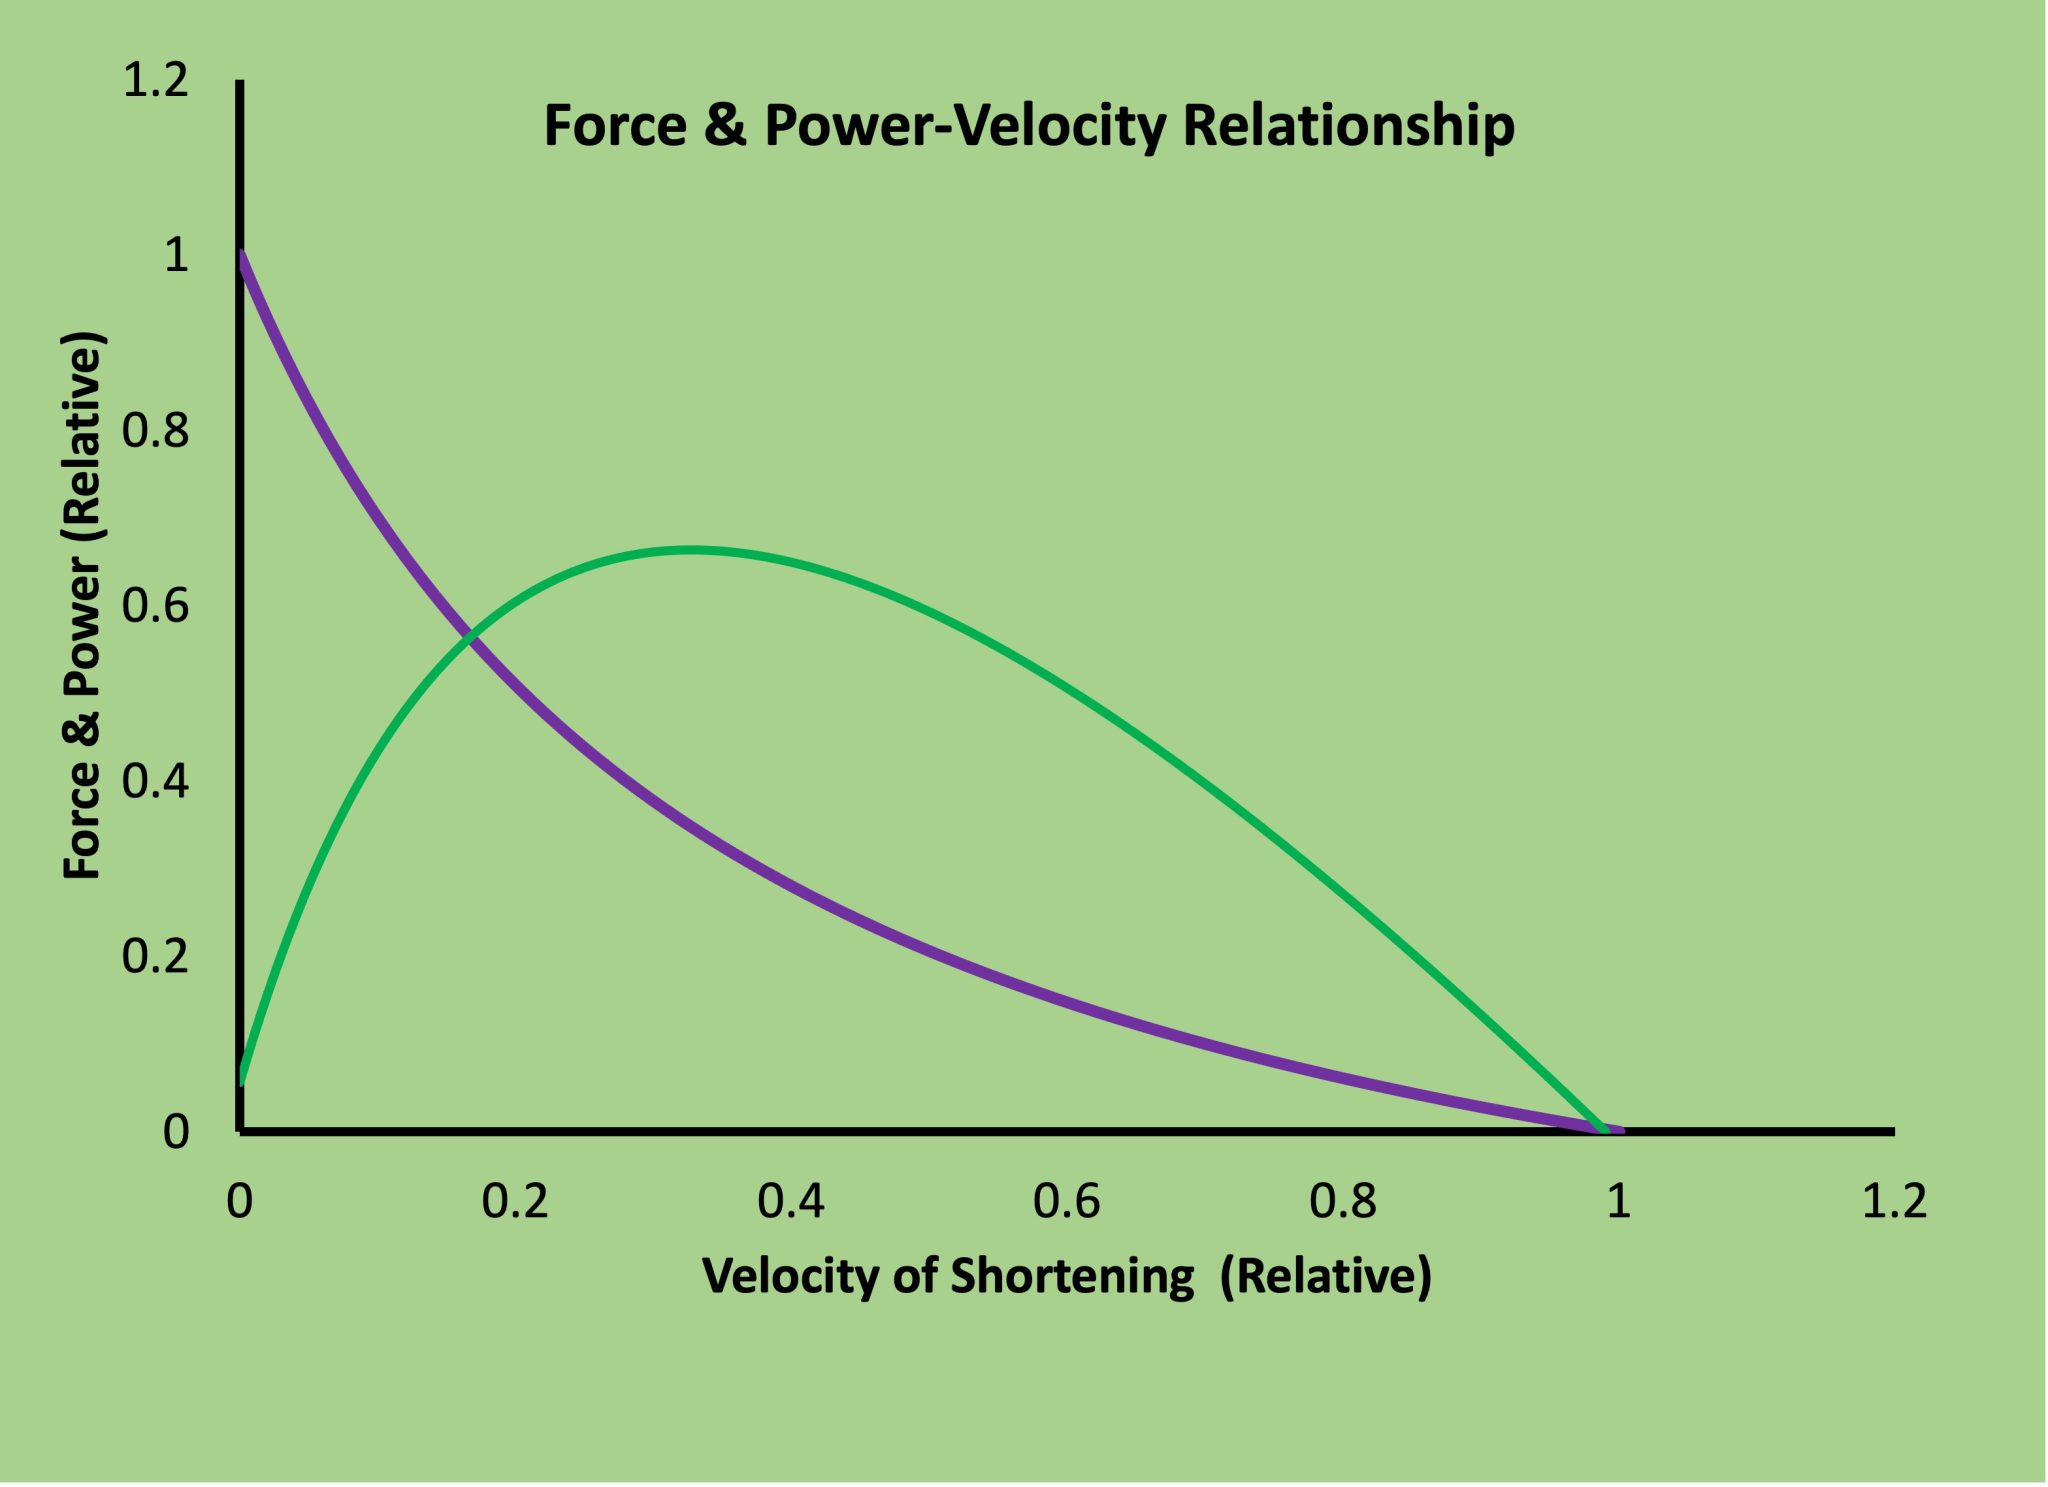 Force & Power-Velocity Relationship
Force & Power (Relative)
1.2
1
0.8
0.6
0.4
0.2
0
0 0.2 0.4 0.6 0.8 1 1.2
Velocity of Shortening  (Relative)